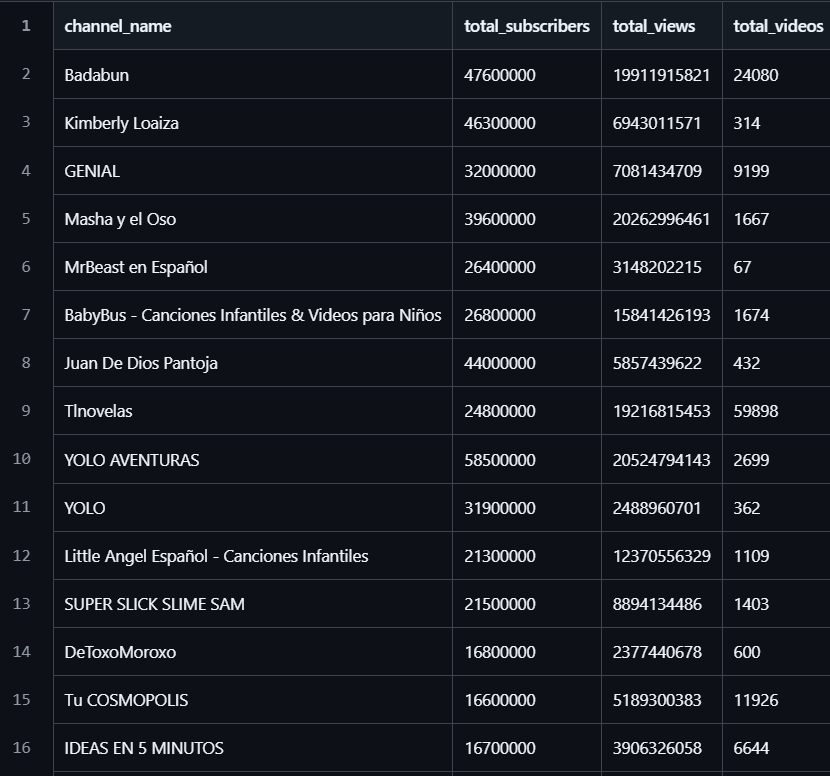 1 channel_name total_subscribers total_views total_videos
2 Badabun 47600000 19911915821 24080
3 Kimberly Loaiza 46300000 6943011571 314
4 GENIAL 32000000 7081434709 9199
5 Masha y el Oso 39600000 20262996461 1667
6 MrBeast en Español 26400000 3148202215 67
7 BabyBus - Canciones Infantiles & Videos para Niños 26800000 15841426193 1674
8 Juan De Dios Pantoja 44000000 5857439622 432
9 Tlnovelas 24800000 19216815453 59898
10 YOLO AVENTURAS 58500000 20524794143 2699
11 YOLO 31900000 2488960701 362
12 Little Angel Español - Canciones Infantiles 21300000 12370556329 1109
13 SUPER SLICK SLIME SAM 21500000 8894134486 1403
14 DeToxoMoroxo 16800000 2377440678 600
15 Tu COSMOPOLIS 16600000 5189300383 11926
16 IDEAS EN 5 MINUTOS 16700000 3906326058 6644